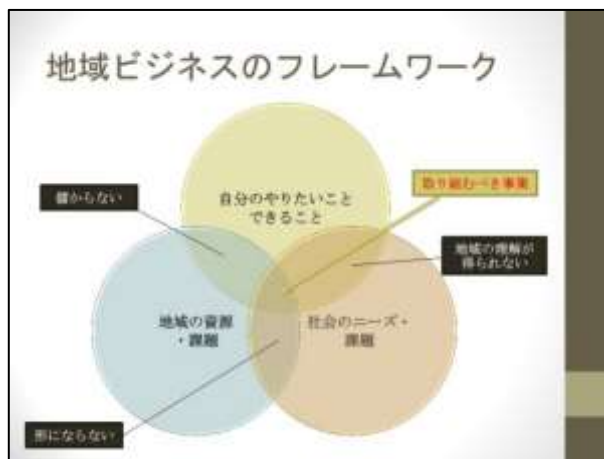 地域ビジネスのフレームワーク
自分のやりたいこと
できること
取り組むべき事業
儲からない
地域の理解が
得られない
地域の資源
・課題
社会のニーズ・
課題
形にならない